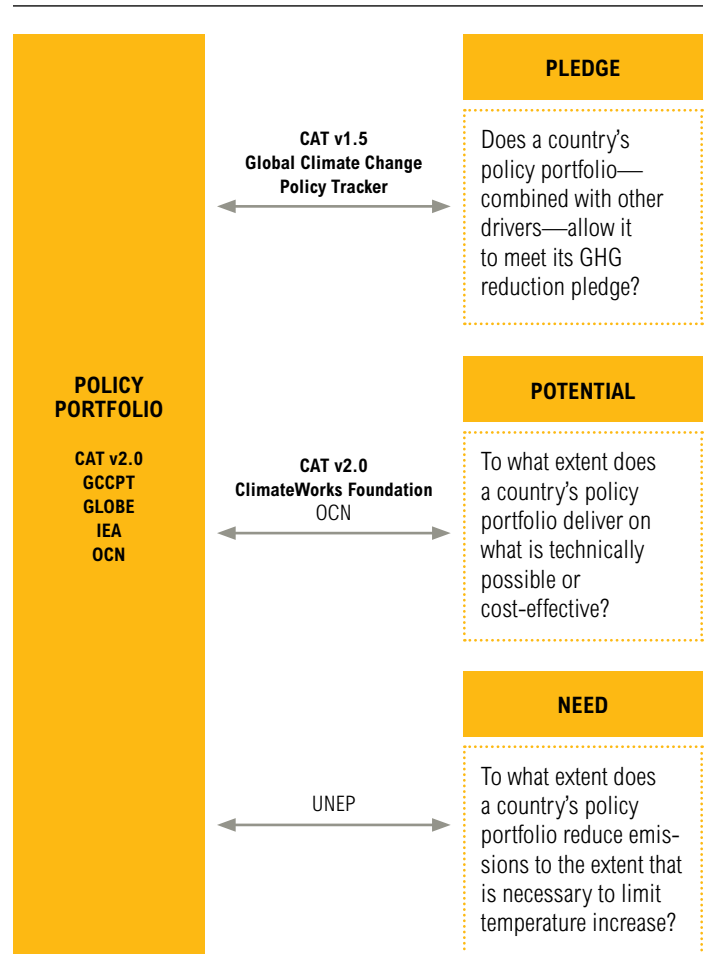 POLICY
PORTFOLIO
CAT v2.0
GCCPT
GLOBE
IEA
OCN
CAT v1.5
Global Climate Change
Policy Tracker
PLEDGE
Does a country’s
policy portfolio—
combined with other
drivers—allow it
to meet its GHG
reduction pledge?
CAT v2.0
ClimateWorks Foundation
OCN
POTENTIAL
To what extent does
a country’s policy
portfolio deliver on
what is technically
possible or
cost-effective?
UNEP
NEED
To what extent does
a country’s policy
portfolio reduce emis-
sions to the extent that
is necessary to limit
temperature increase?